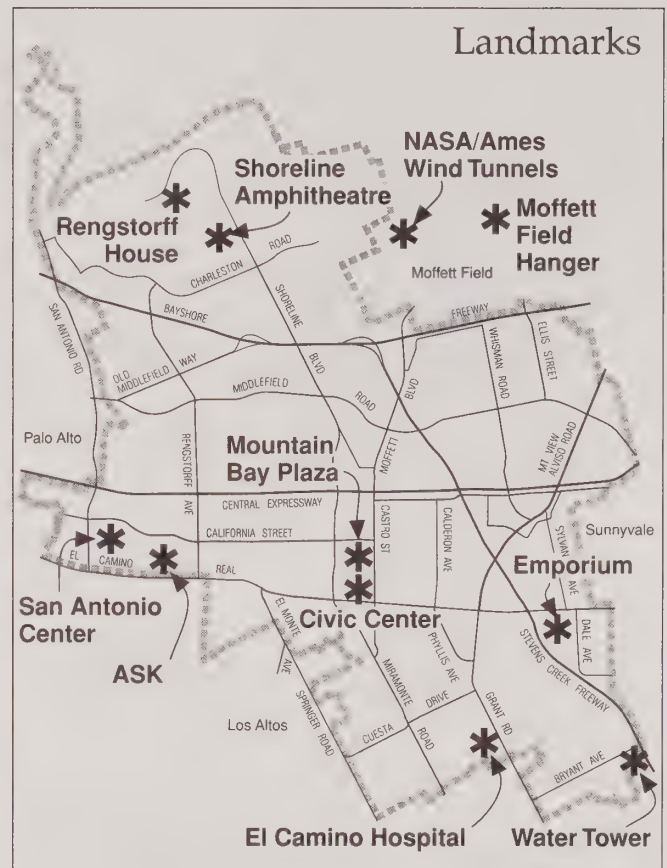 Landmarks
NASA/Ames
Wind Tunnels
Shoreline
Amphitheatre
Rengstorff
House
Moffett
Field
Hanger
Moffett Field
CHARLESTON ROAD
SHORELINE BLVD
BAYSHORE FREEWAY
SAN ANTONIO RD
OLD
MIDDLEFIELD WAY
MIDDLEFIELD ROAD
WHISMAN ROAD
ELLIS STREET
MOFFETT BLVD
MT VIEW
ALVISO ROAD
Palo Alto
RENGSTORFF AVE
Mountain
Bay Plaza
CENTRAL EXPRESSWAY
CALIFORNIA STREET
CASTRO ST
CALDERON AVE
SYLVAN AVE
Sunnyvale
EL CAMINO REAL
Emporium
San Antonio
Center
ASK
Civic Center
EL MONTE
AVE
MIRAMONTE
ROAD
PHYLLIS AVE
STEVENS
CREEK FREEWAY
DALE AVE
Los Altos
SPRINGER ROAD
CUESTA DRIVE
GRANT RD
BRYANT AVE
El Camino Hospital
Water Tower